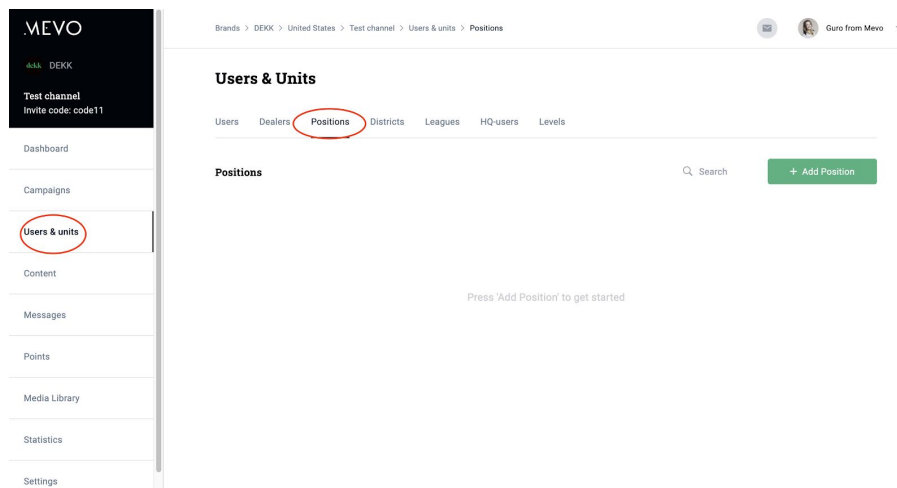 MEVO
dekk DEKK
Test channel
Invite code: code11
Dashboard
Campaigns
Users & units
Content
Messages
Points
Media Library
Statistics
Settings
Brands > DEKK > United States > Test channel > Users & units > Positions
Guro from Mevo
Users & Units
Users Dealers Positions Districts Leagues HQ-users Levels
Positions
Search
+ Add Position
Press 'Add Position' to get started